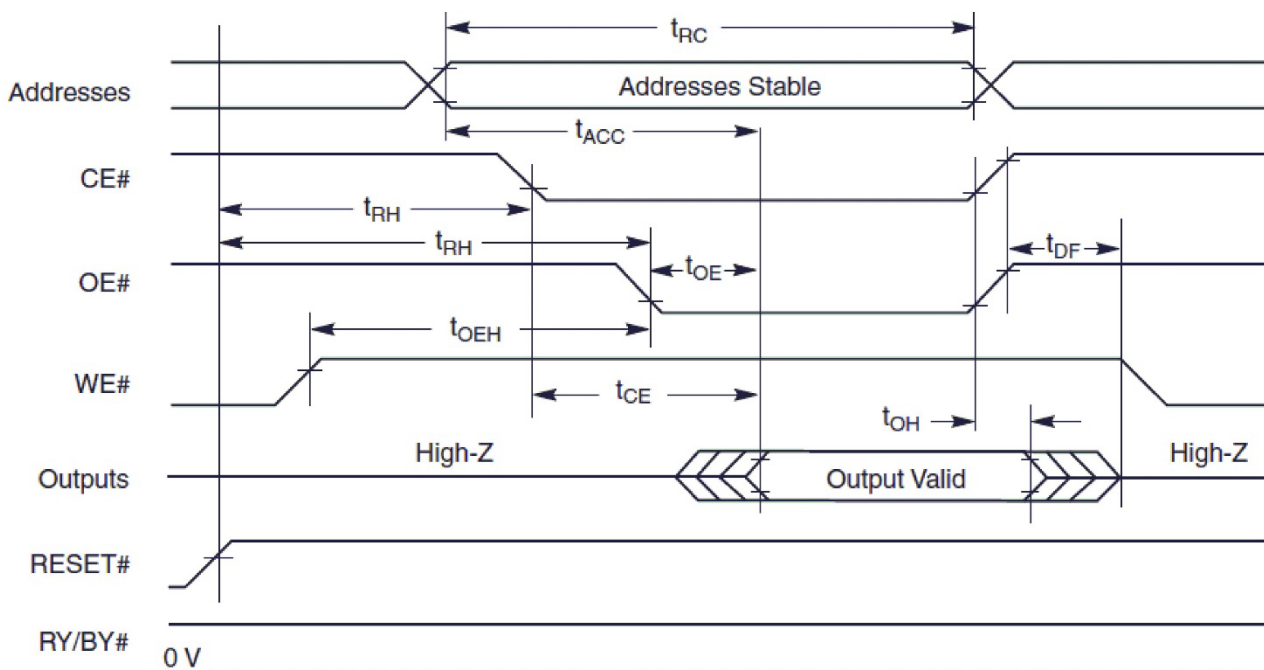 tRC
Addresses
Addresses Stable
tACC
CE#
tRH
tRH
tDF
OE#
tOE
tOEH
WE#
tCE
tOH
High-Z
High-Z
Outputs
Output Valid
RESET#
RY/BY#
0 V